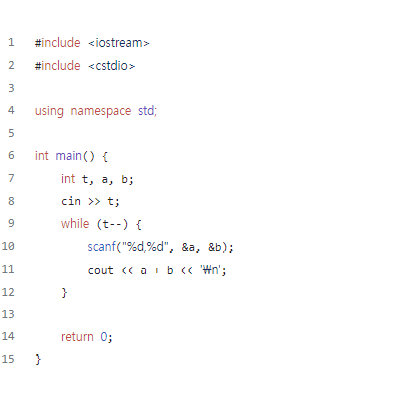 1 #include <iostream>
2 #include <cstdio>
3
4 using namespace std;
5
6 int main() {
7 int t, a, b;
8 cin >> t;
9 while (t--) {
10 scanf("%d,%d", &a, &b);
11 cout << a + b << '₩n';
12 }
13
14 return 0;
15 }